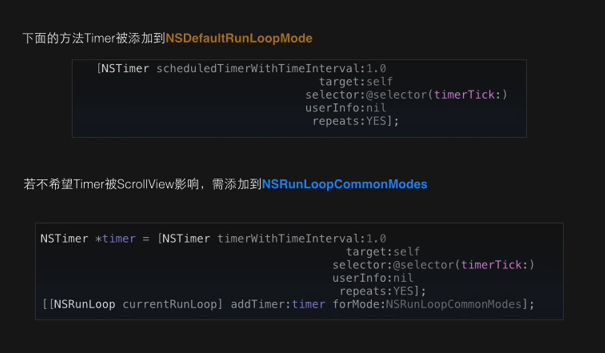 下面的方法Timer被添加到NSDefaultRunLoopMode
[NSTimer scheduledTimerWithTimeInterval:1.0
target:self
selector:@selector(timerTick:)
userInfo:nil
repeats:YES];
若不希望Timer被ScrollView影响，需添加到NSRunLoopCommonModes
NSTimer *timer = [NSTimer timerWithTimeInterval:1.0
target:self
selector:@selector(timerTick:)
userInfo:nil
repeats:YES];
[[NSRunLoop currentRunLoop] addTimer:timer forMode:NSRunLoopCommonModes];